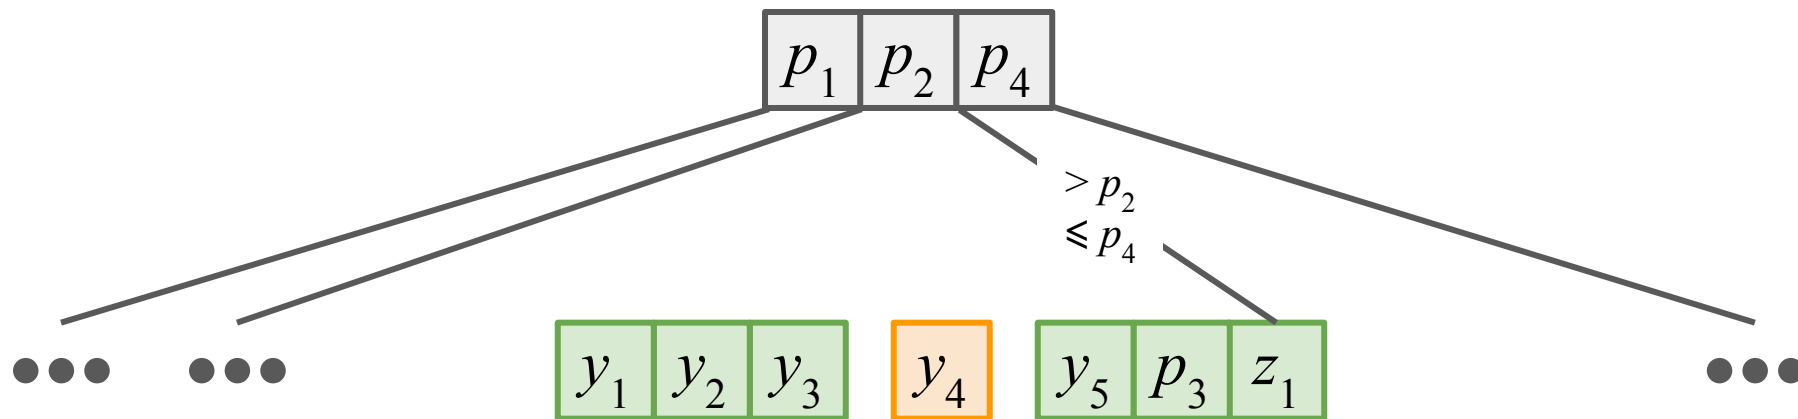 p₁ p₂ p₄
> p₂
⩽ p₄
y₁ y₂ y₃ y₄ y₅ p₃ z₁